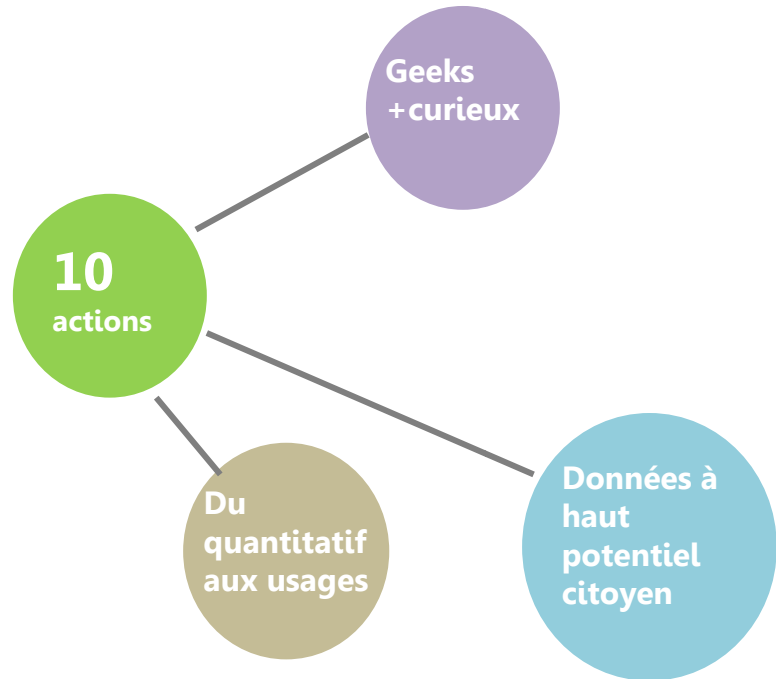 Geeks
+curieux
10
actions
Du
quantitatif
aux usages
Données à
haut
potentiel
citoyen